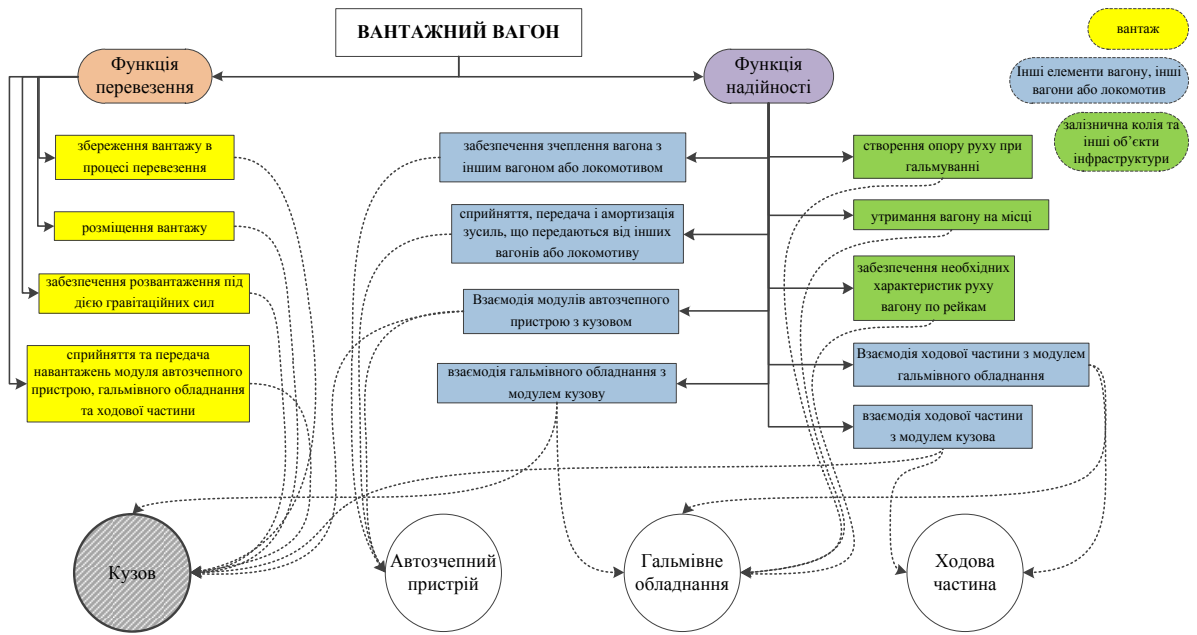 ВАНТАЖНИЙ ВАГОН
Функція
перевезення
Функція
надійності
вантаж
Інші елементи вагону, інші
вагони або локомотив
залізнична колія та
інші об’єкти
інфраструктури
збереження вантажу в
процесі перевезення
розміщення вантажу
забезпечення розвантаження під
дією гравітаційних сил
сприйняття та передача
навантажень модуля автозчепного
пристрою, гальмівного обладнання
та ходової частини
забезпечення зчеплення вагона з
іншим вагоном або локомотивом
сприйняття, передача і амортизація
зусиль, що передаються від інших
вагонів або локомотиву
Взаємодія модулів автозчепного
пристрою з кузовом
взаємодія гальмівного обладнання з
модулем кузову
створення опору руху при
гальмуванні
утримання вагону на місці
забезпечення необхідних
характеристик руху
вагону по рейкам
Взаємодія ходової частини з модулем
гальмівного обладнання
взаємодія ходової частини
з модулем кузова
Кузов
Автозчепний
пристрій
Гальмівне
обладнання
Ходова
частина